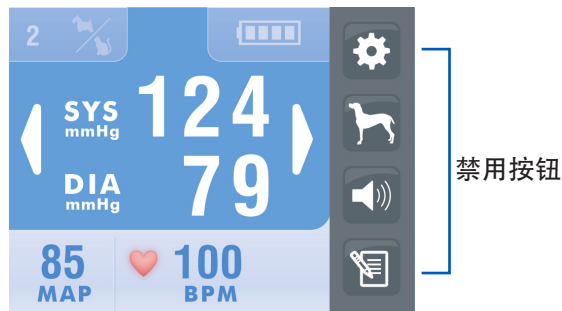 2
SYS
mmHg
124
DIA
mmHg
79
85
MAP
100
BPM
禁用按钮